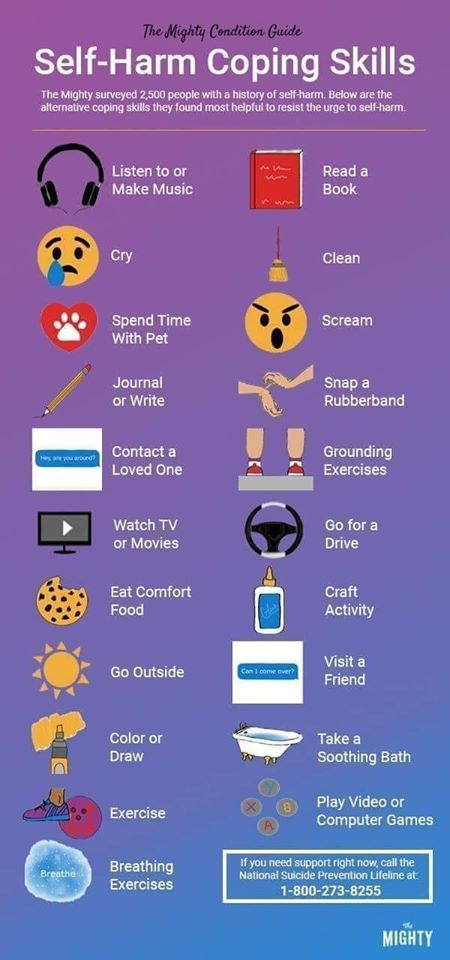 The Mighty Condition Guide
Self-Harm Coping Skills
The Mighty surveyed 2,500 people with a history of self-harm. Below are the
alternative coping skills they found most helpful to resist the urge to self-harm.
Listen to or
Make Music
Read a
Book
Cry
Clean
Spend Time
With Pet
Scream
Journal
or Write
Snap a
Rubberband
Hey, are you around?
Contact a
Loved One
Grounding
Exercises
Watch TV
or Movies
Go for a
Drive
Eat Comfort
Food
Craft
Activity
Go Outside
Can I come over?
Visit a
Friend
Color or
Draw
Take a
Soothing Bath
Exercise
Y
X B
A
Play Video or
Computer Games
Breathe
Breathing
Exercises
If you need support right now, call the
National Suicide Prevention Lifeline at:
1-800-273-8255
The
MIGHTY